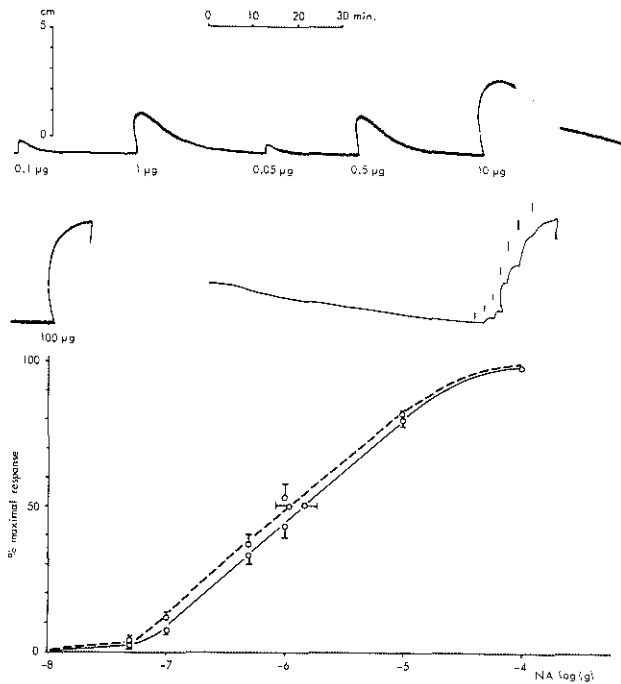 cm
0 10 20 30 min.
5
0
0.1 µg 1 µg 0.05 µg 0.5 µg 10 µg
100 µg
100
% maximal response
50
0
-8 -7 -6 -5 -4
NA (log/g)